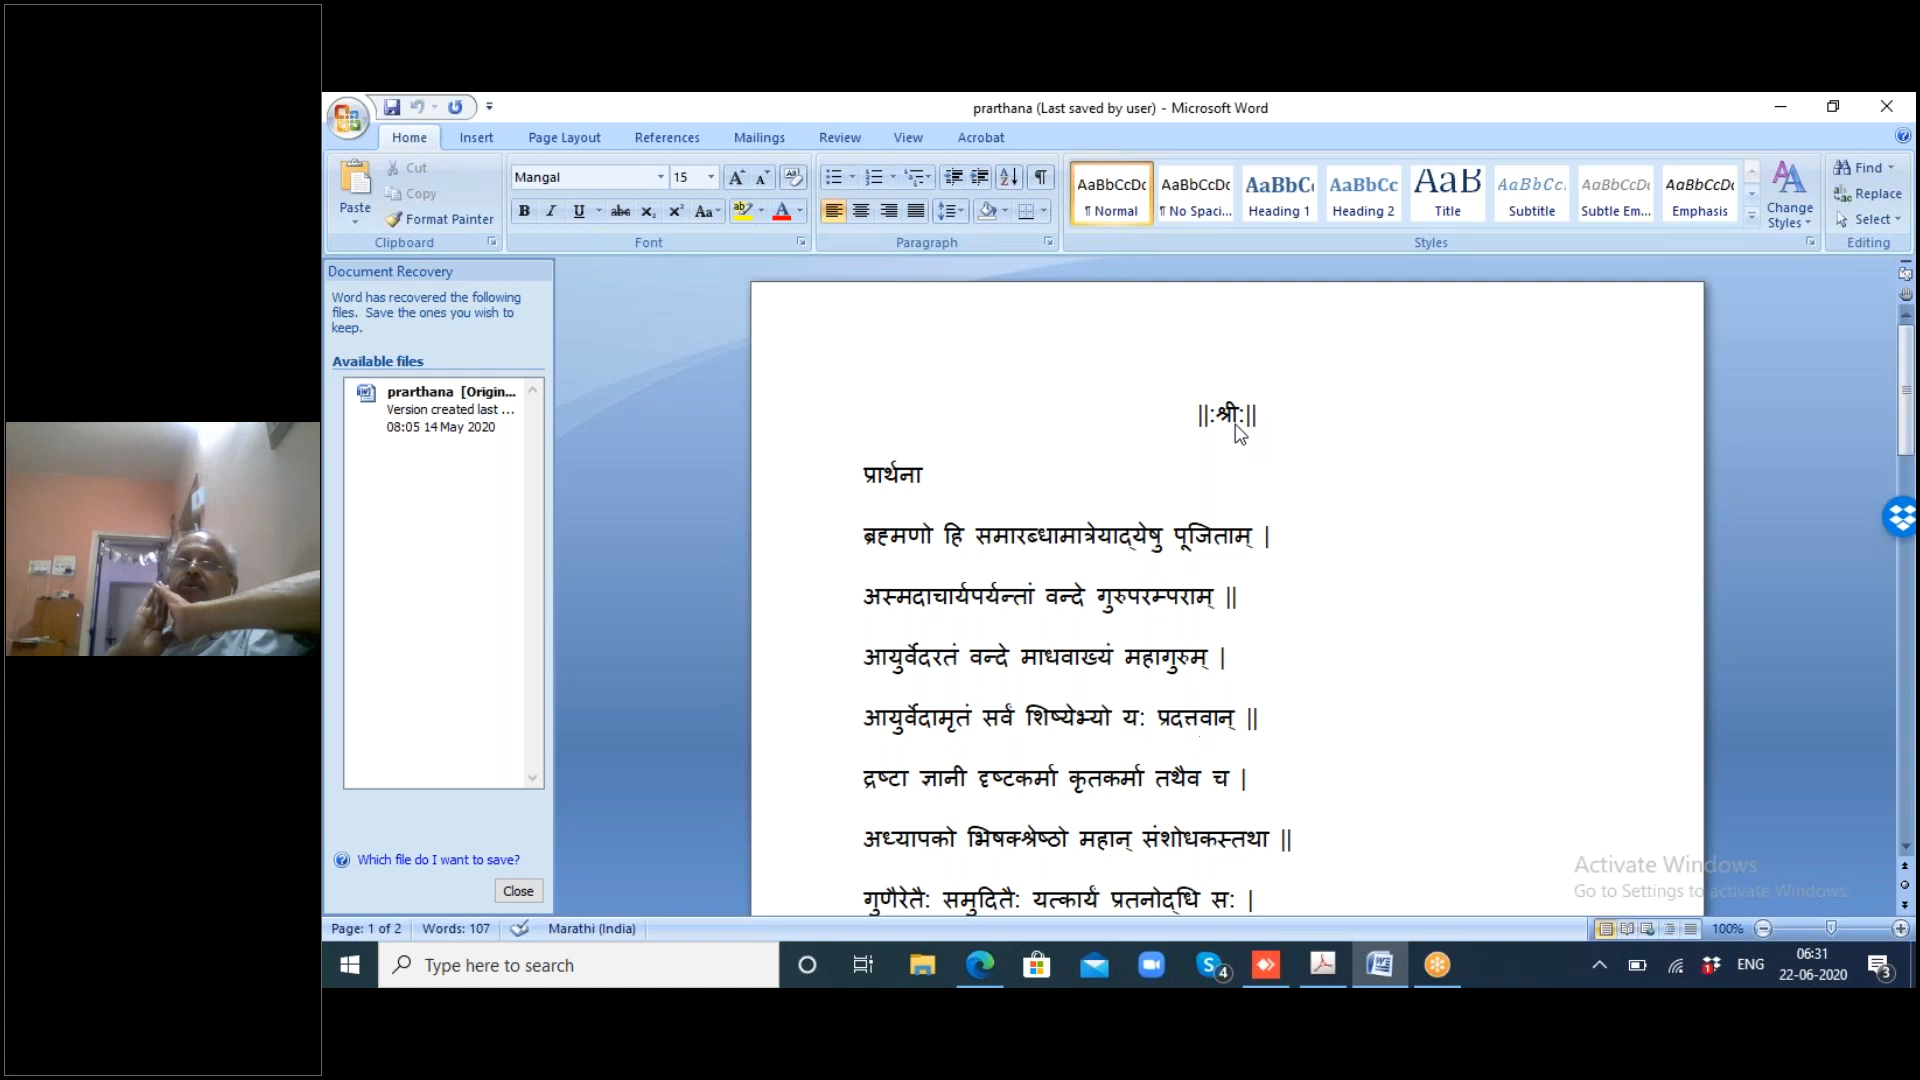 prarthana (Last saved by user) - Microsoft Word
Home Insert Page Layout References Mailings Review View Acrobat
Paste
Cut
Copy
Format Painter
Clipboard
Mangal 15
Font
Paragraph
AaBbCcDc AaBbCcDc AaBbC AaBbCc AaB AaBbCc. AaBbCcDc AaBbCcDc
¶ Normal ¶ No Spaci... Heading 1 Heading 2 Title Subtitle Subtle Em... Emphasis
Change Styles
Styles
Find
Replace
Select
Editing
Document Recovery
Word has recovered the following
files. Save the ones you wish to
keep.
Available files
prarthana [Origin...
Version created last ...
08:05 14 May 2020
Which file do I want to save?
Close
||:श्री:||
प्रार्थना
ब्रह्मणो हि समारब्धामात्रेयाद्येषु पूजिताम् |
अस्मदाचार्यपर्यन्तां वन्दे गुरुपरम्पराम् ||
आयुर्वेदरतं वन्दे माधवाख्यं महागुरुम् |
आयुर्वेदामृतं सर्वं शिष्येभ्यो य: प्रदत्तवान् ||
द्रष्टा ज्ञानी दृष्टकर्मा कृतकर्मा तथैव च |
अध्यापको भिषक्श्रेष्ठो महान् संशोधकस्तथा ||
गुणैरेतै: समुदितै: यत्कार्यं प्रतनोद्धि स: |
Activate Windows
Go to Settings to activate Windows.
Page: 1 of 2 Words: 107 Marathi (India) 100%
Type here to search
4
1
ENG
06:31
22-06-2020
3